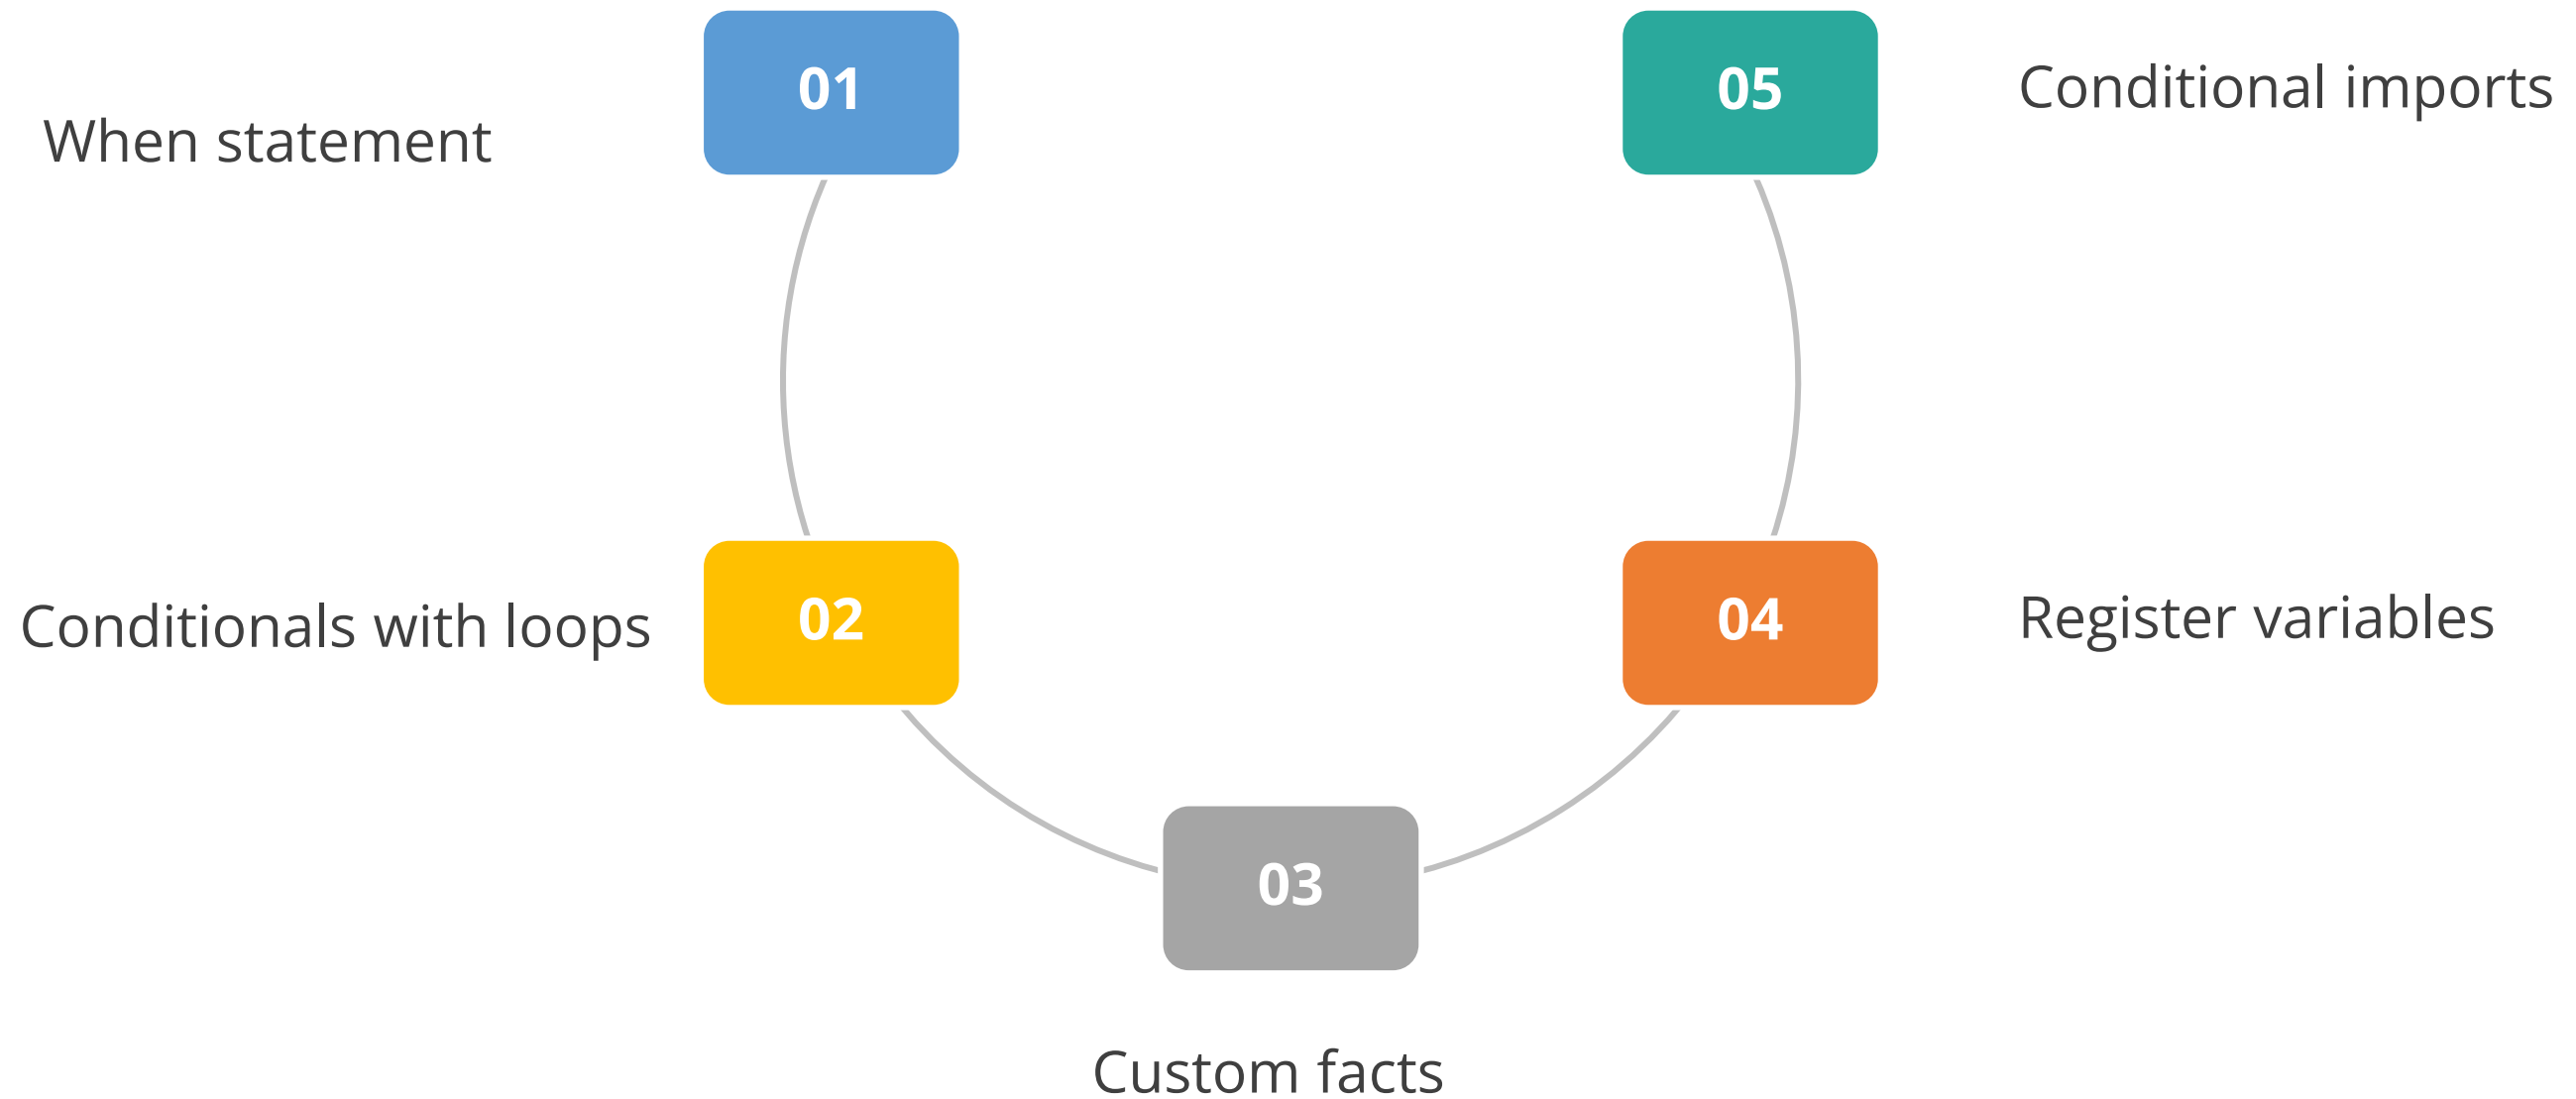 01
When statement
02
Conditionals with loops
03
Custom facts
04
Register variables
05
Conditional imports